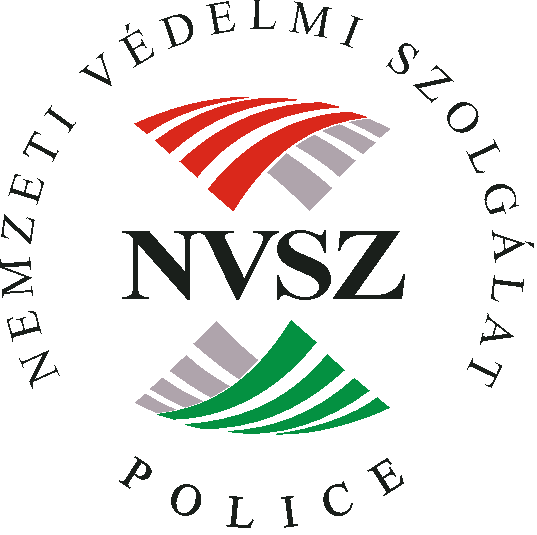 NEMZETI VÉDELMI SZOLGÁLAT
NVSZ
POLICE